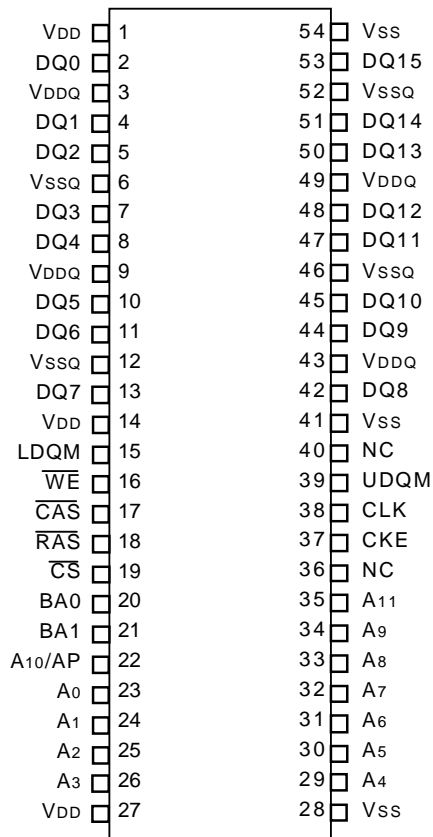 VDD 1 54 VSS
DQ0 2 53 DQ15
VDDQ 3 52 VSSQ
DQ1 4 51 DQ14
DQ2 5 50 DQ13
VSSQ 6 49 VDDQ
DQ3 7 48 DQ12
DQ4 8 47 DQ11
VDDQ 9 46 VSSQ
DQ5 10 45 DQ10
DQ6 11 44 DQ9
VSSQ 12 43 VDDQ
DQ7 13 42 DQ8
VDD 14 41 VSS
LDQM 15 40 NC
W̅E̅ 16 39 UDQM
C̅A̅S̅ 17 38 CLK
R̅A̅S̅ 18 37 CKE
C̅S̅ 19 36 NC
BA0 20 35 A11
BA1 21 34 A9
A10/AP 22 33 A8
A0 23 32 A7
A1 24 31 A6
A2 25 30 A5
A3 26 29 A4
VDD 27 28 VSS